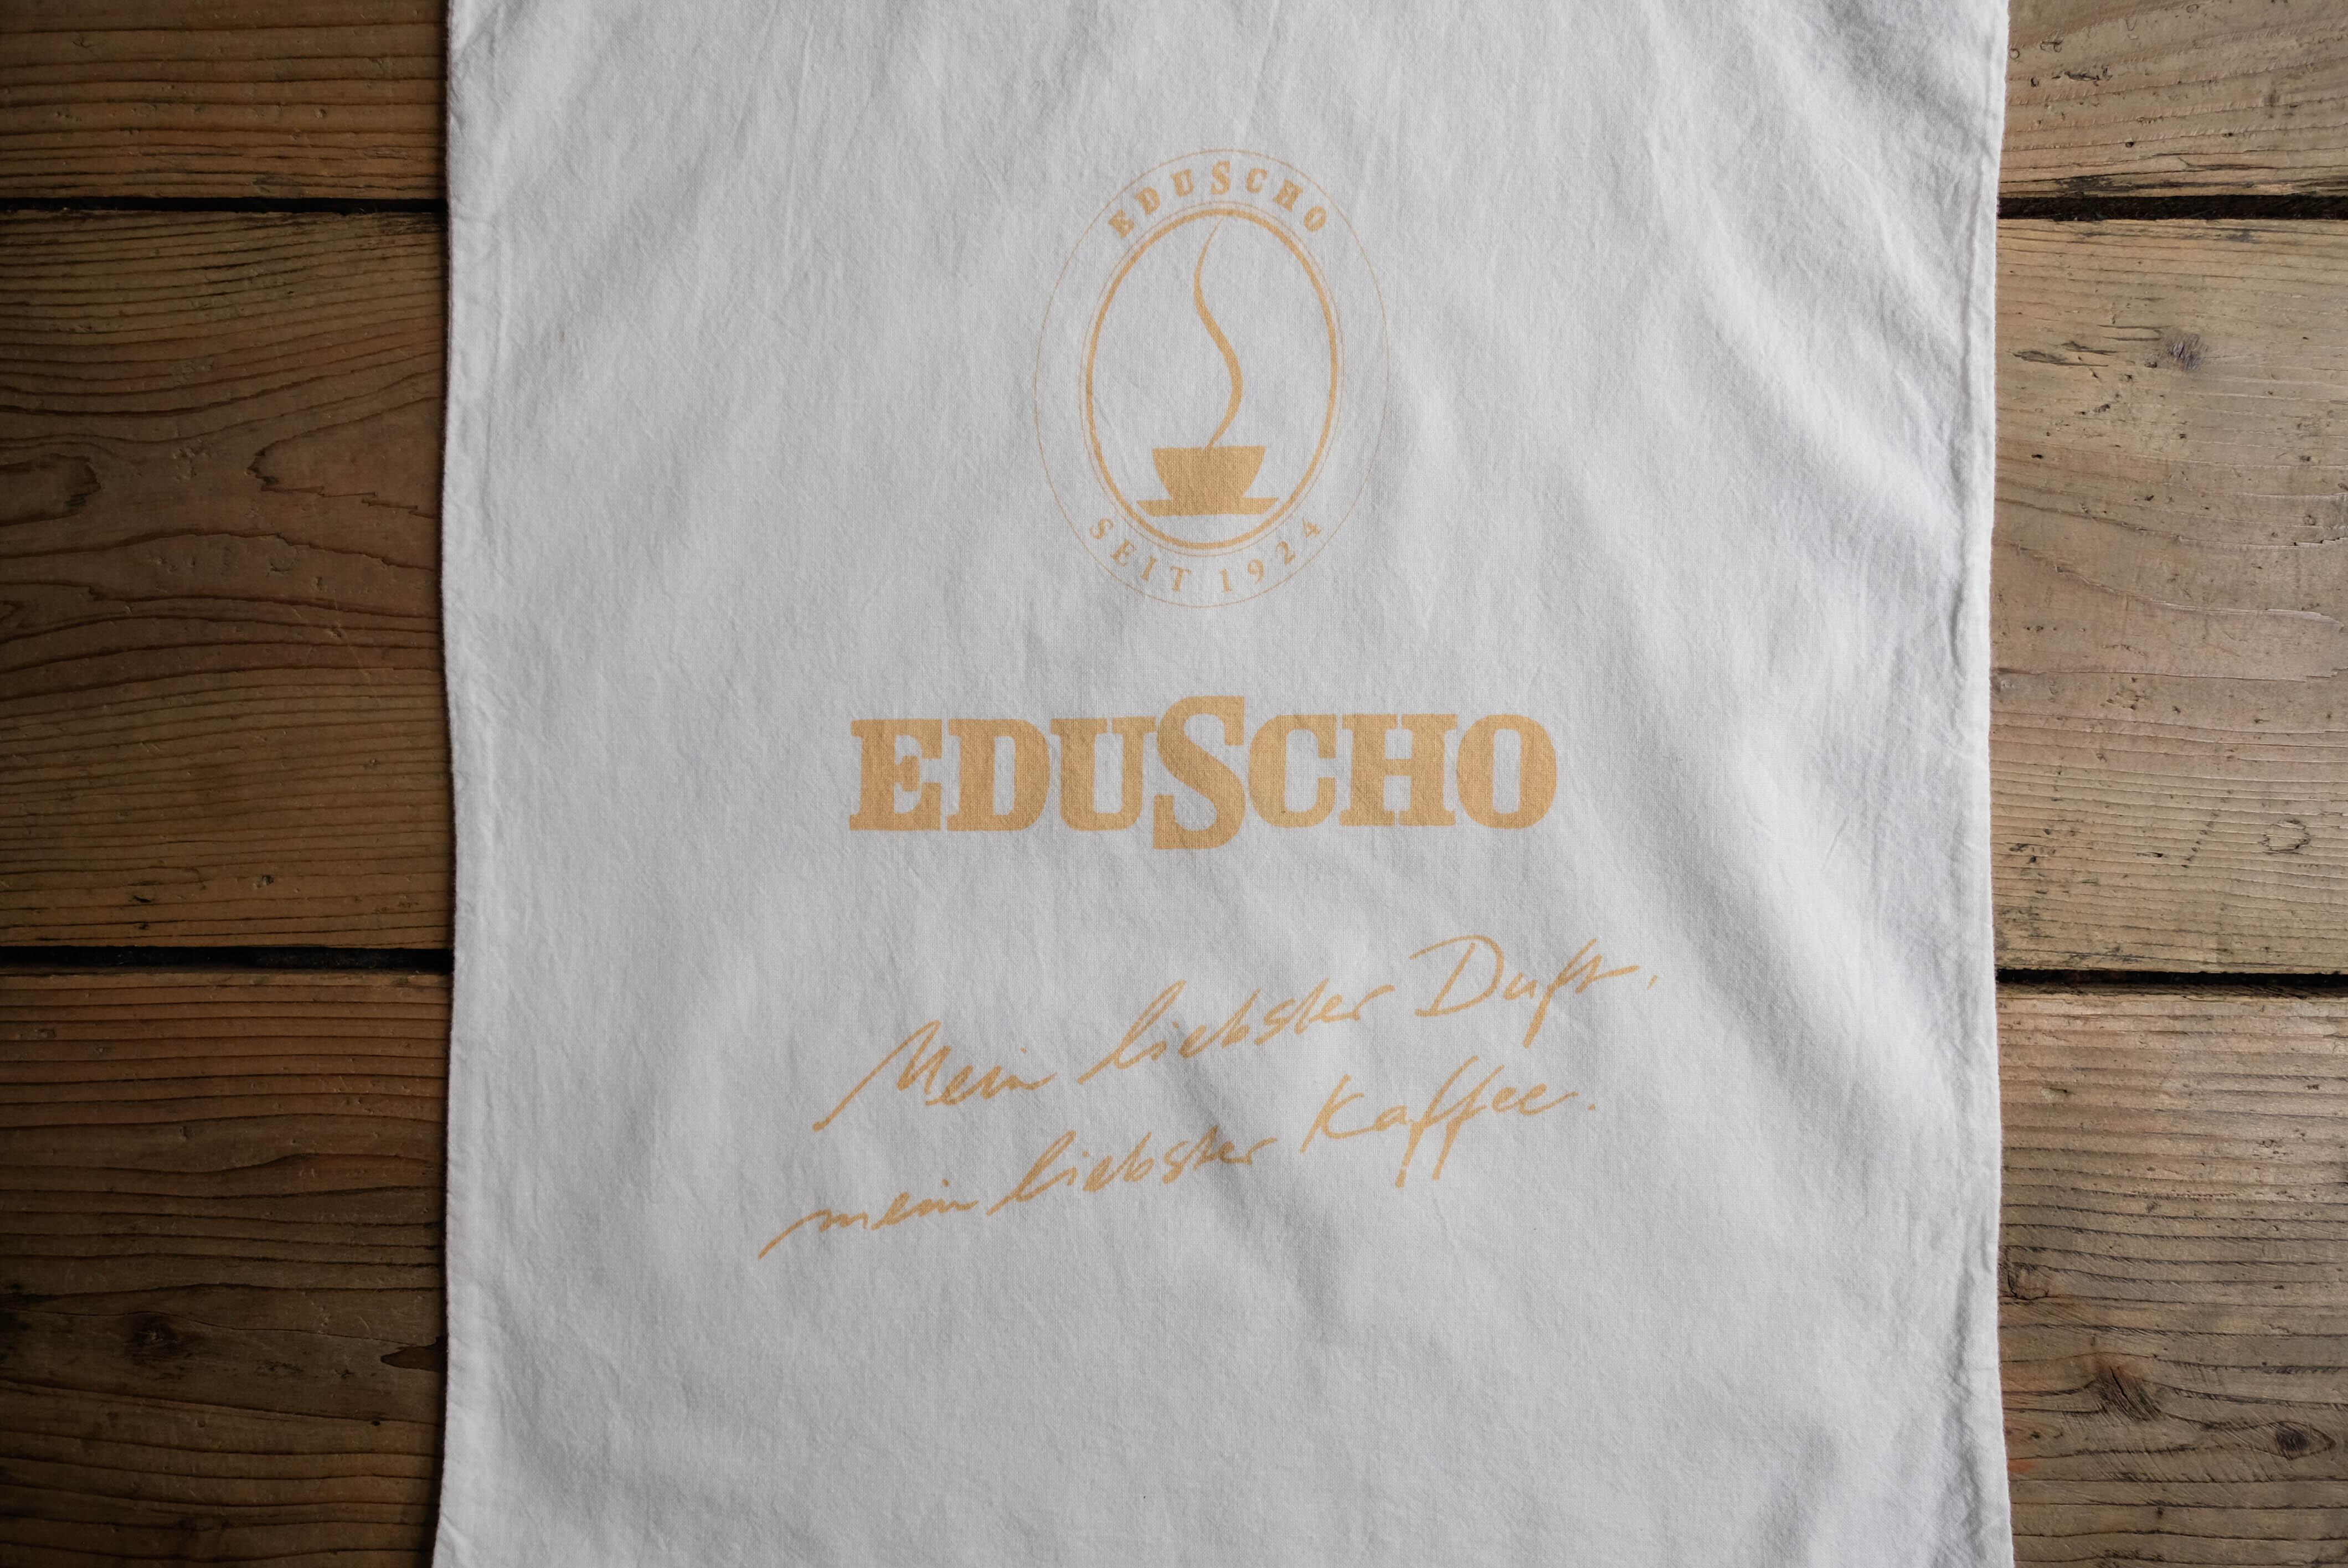 EDUSCHO
SEIT 1924
EDUSCHO
Mein liebster Duft,
mein liebster Kaffee.